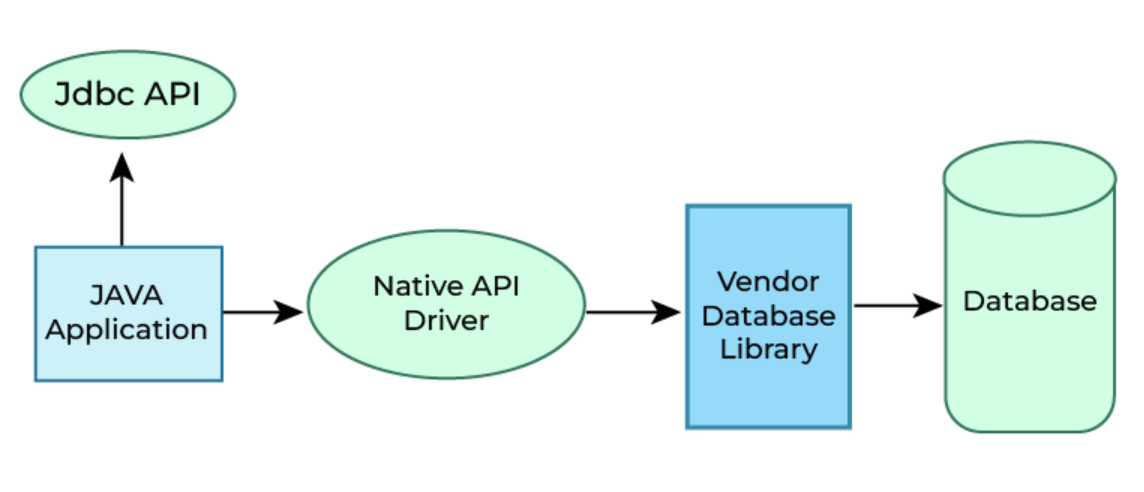 Jdbc API
JAVA
Application
Native API
Driver
Vendor
Database
Library
Database